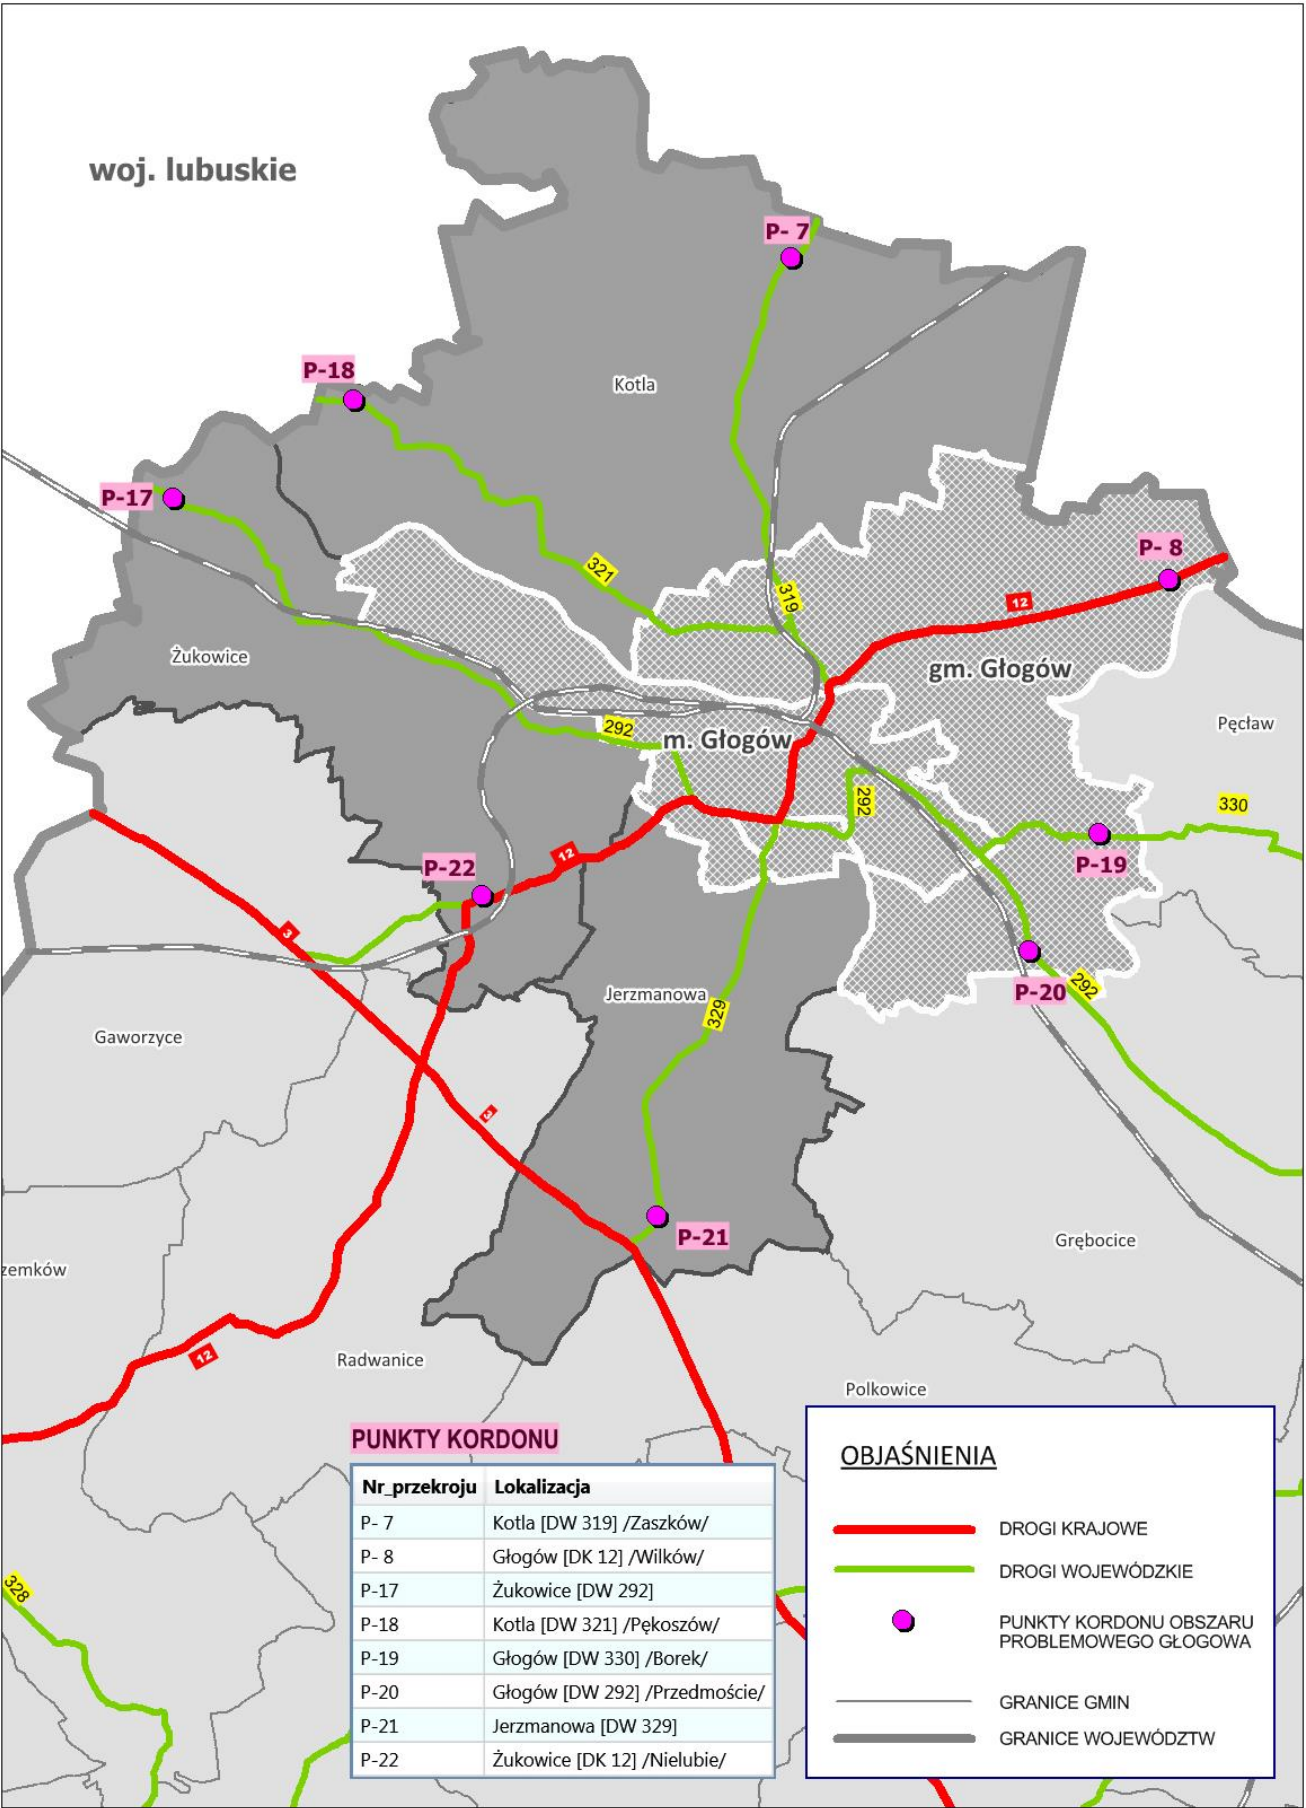 woj. lubuskie
P- 7
P-18
Kotla
P-17
P- 8
321
319
12
Żukowice
gm. Głogów
292
m. Głogów
Pęcław
292
330
12
P-22
P-19
3
Jerzmanowa
P-20
292
329
Gaworzyce
3
P-21
Grębocice
zemków
12
Radwanice
Polkowice
328
PUNKTY KORDONU
Nr_przekroju Lokalizacja
P- 7 Kotla [DW 319] /Zaszków/
P- 8 Głogów [DK 12] /Wilków/
P-17 Żukowice [DW 292]
P-18 Kotla [DW 321] /Pękoszów/
P-19 Głogów [DW 330] /Borek/
P-20 Głogów [DW 292] /Przedmoście/
P-21 Jerzmanowa [DW 329]
P-22 Żukowice [DK 12] /Nielubie/
OBJAŚNIENIA
DROGI KRAJOWE
DROGI WOJEWÓDZKIE
PUNKTY KORDONU OBSZARU
PROBLEMOWEGO GŁOGOWA
GRANICE GMIN
GRANICE WOJEWÓDZTW